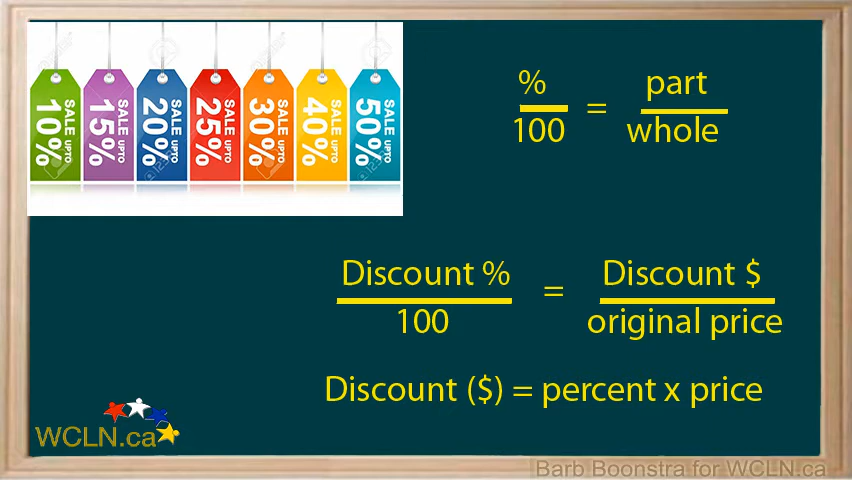 SALE UPTO
10%
SALE UPTO
15%
SALE UPTO
20%
SALE UPTO
25%
SALE UPTO
30%
SALE UPTO
40%
SALE UPTO
50%
% part
100 = whole
Discount % = Discount $
100 original price
Discount ($) = percent x price
WCLN.ca
Barb Boonstra for WCLN.ca